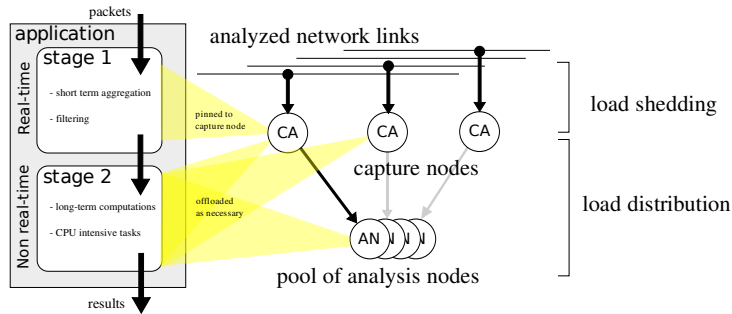 packets
application
stage 1
- short term aggregation
- filtering
Real-time
stage 2
- long-term computations
- CPU intensive tasks
Non real-time
results
analyzed network links
pinned to
capture node
CA
CA
CA
capture nodes
offloaded
as necessary
AN
N
N
N
pool of analysis nodes
load shedding
load distribution